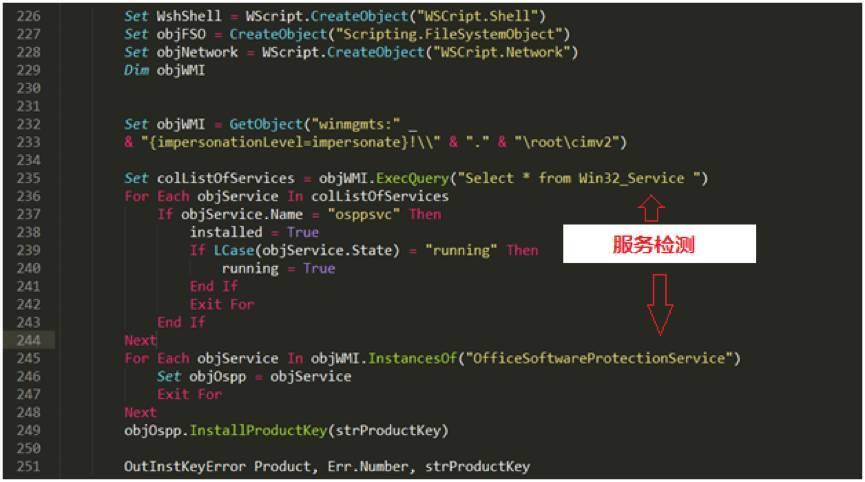 226 Set WshShell = WScript.CreateObject("WSCript.Shell")
227 Set objFSO = CreateObject("Scripting.FileSystemObject")
228 Set objNetwork = WScript.CreateObject("WSCript.Network")
229 Dim objWMI
230
231
232 Set objWMI = GetObject("winmgmts:" _
233 & "{impersonationLevel=impersonate}!\\" & "." & "\root\cimv2")
234
235 Set colListOfServices = objWMI.ExecQuery("Select * from Win32_Service ")
236 For Each objService In colListOfServices
237 If objService.Name = "osppsvc" Then
238 installed = True
239 If LCase(objService.State) = "running" Then
服务检测
240 running = True
241 End If
242 Exit For
243 End If
244 Next
245 For Each objService In objWMI.InstancesOf("OfficeSoftwareProtectionService")
246 Set objOspp = objService
247 Exit For
248 Next
249 objOspp.InstallProductKey(strProductKey)
250
251 OutInstKeyError Product, Err.Number, strProductKey